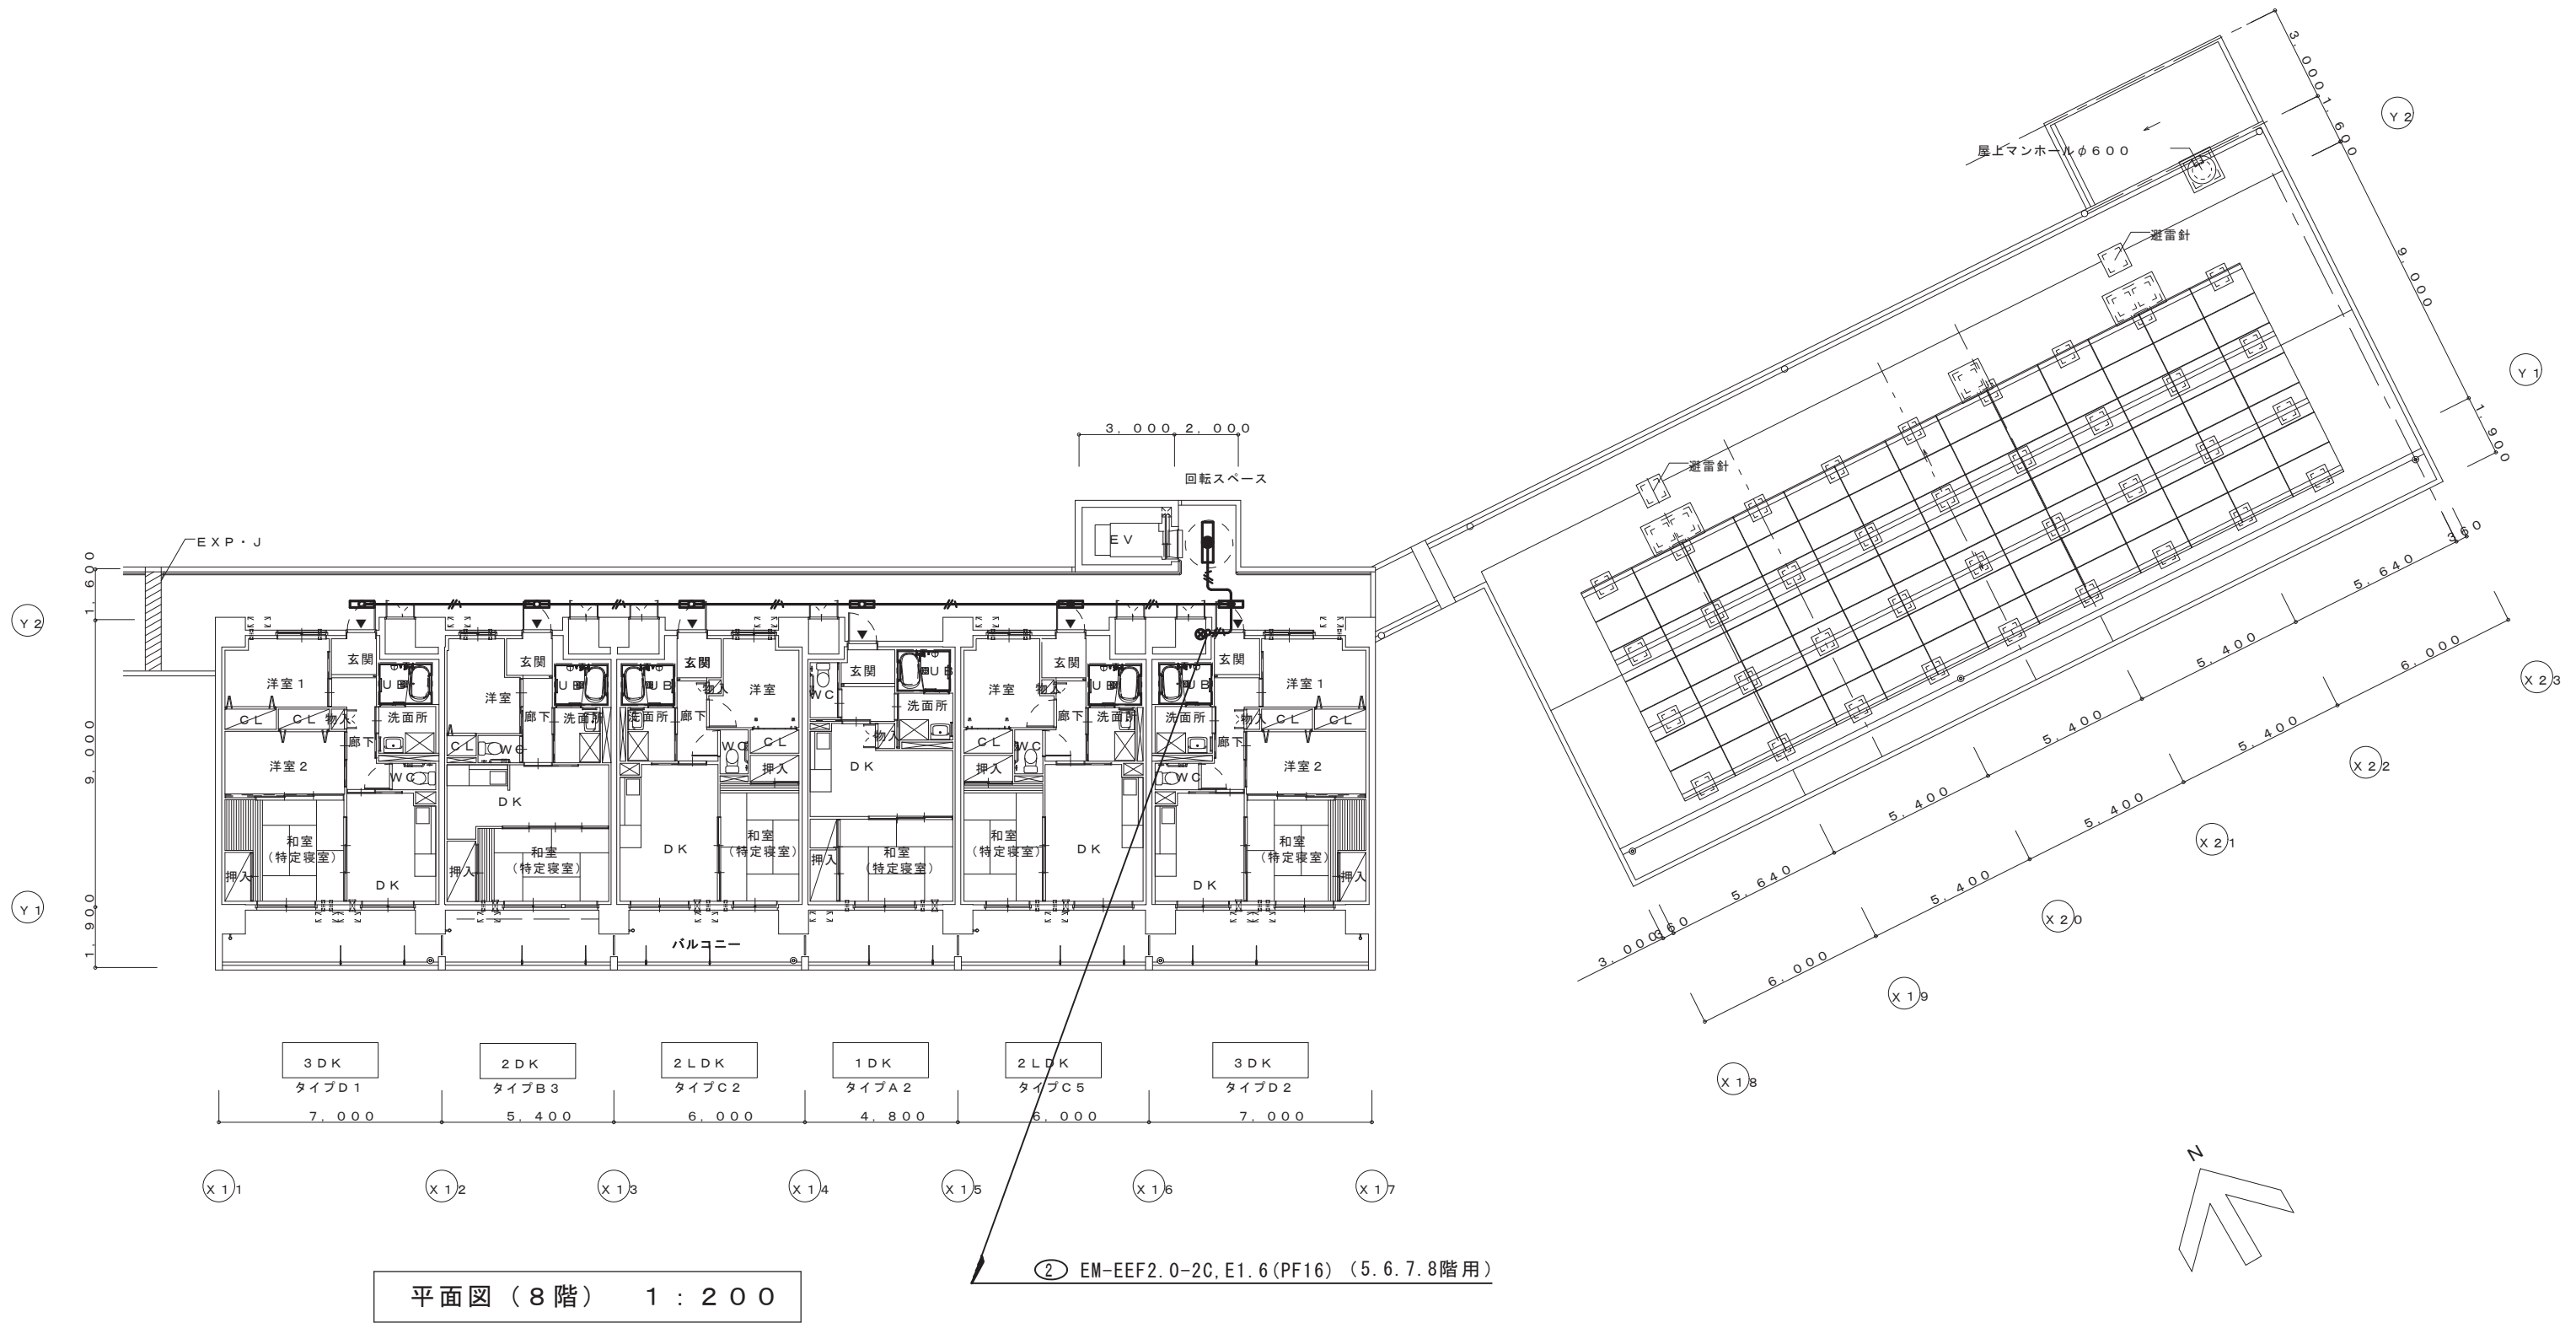 3,000
1,600
Y2
屋上マンホールφ600
避雷針
9,000
Y1
1,900
3,000 2,000
回転スペース
避雷針
EV
EXP・J
1,600
Y2
9,000
Y1
1,900
玄関 玄関 玄関 玄関 玄関 玄関
洋室1 UB 洋室 UB UB 物入 洋室 WC UB 洋室 物入 UB UB 洋室1
CL CL 物入 洗面所 廊下 洗面所 洗面所 廊下 洗面所 廊下 洗面所 洗面所 物入 CL CL
廊下 CL WC WC CL 物入 CL WC 廊下
洋室2 WC 押入 DK 押入 WC 洋室2
DK
和室 和室 和室 和室 和室 和室
(特定寝室) (特定寝室) (特定寝室) (特定寝室) (特定寝室) (特定寝室)
押入 DK 押入 DK 押入 DK DK 押入
バルコニー
3DK 2DK 2LDK 1DK 2LDK 3DK
タイプD1 タイプB3 タイプC2 タイプA2 タイプC5 タイプD2
7,000 5,400 6,000 4,800 6,000 7,000
X11 X12 X13 X14 X15 X16 X17
3,000 360 5,640 5,400 5,400 5,400 5,640 360
6,000 5,400 5,400 5,400 6,000
X18 X19 X20 X21 X22 X23
N
② EM-EEF2.0-2C,E1.6(PF16) (5.6.7.8階用)
平面図(8階) 1:200